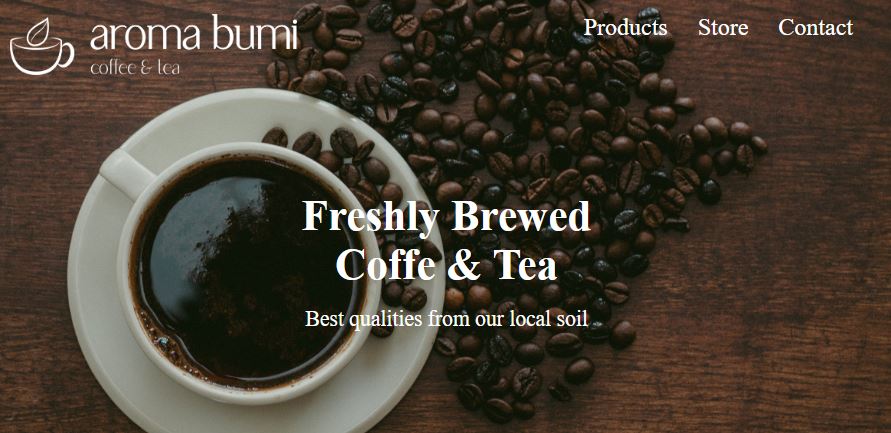 aroma bumi
coffee & tea
Products Store Contact
Freshly Brewed
Coffe & Tea
Best qualities from our local soil